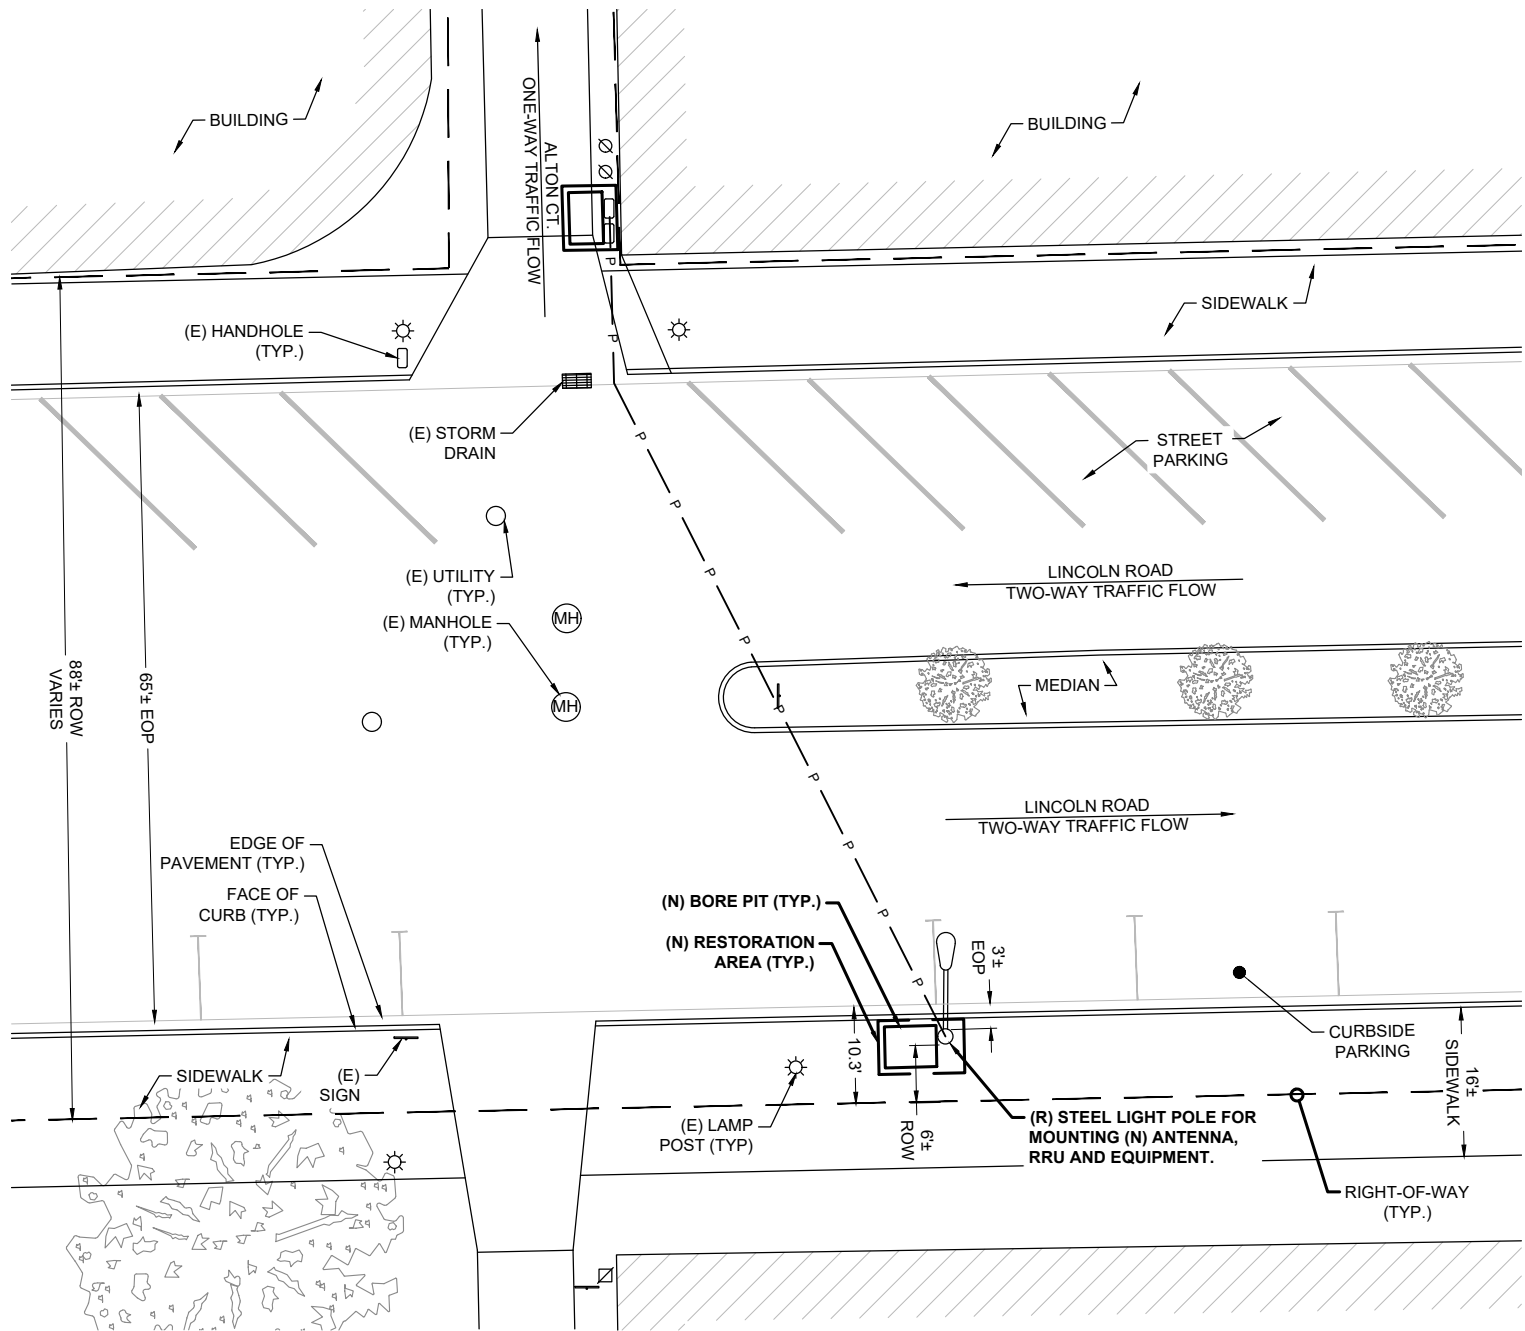 BUILDING
ONE-WAY TRAFFIC FLOW
ALTON CT.
BUILDING
P
(E) HANDHOLE
(TYP.)
P
SIDEWALK
(E) STORM
DRAIN
P
STREET
PARKING
P
(E) UTILITY
(TYP.)
P
LINCOLN ROAD
TWO-WAY TRAFFIC FLOW
(E) MANHOLE
(TYP.)
MH
P
88'± ROW
VARIES
65'± EOP
MH
P
MEDIAN
P
LINCOLN ROAD
TWO-WAY TRAFFIC FLOW
EDGE OF
PAVEMENT (TYP.)
P
FACE OF
CURB (TYP.)
(N) BORE PIT (TYP.)
P
(N) RESTORATION
AREA (TYP.)
3'±
EOP
P
10.3'
CURBSIDE
PARKING
SIDEWALK
(E)
SIGN
16'±
SIDEWALK
(E) LAMP
POST (TYP)
6'±
ROW
(R) STEEL LIGHT POLE FOR
MOUNTING (N) ANTENNA,
RRU AND EQUIPMENT.
RIGHT-OF-WAY
(TYP.)